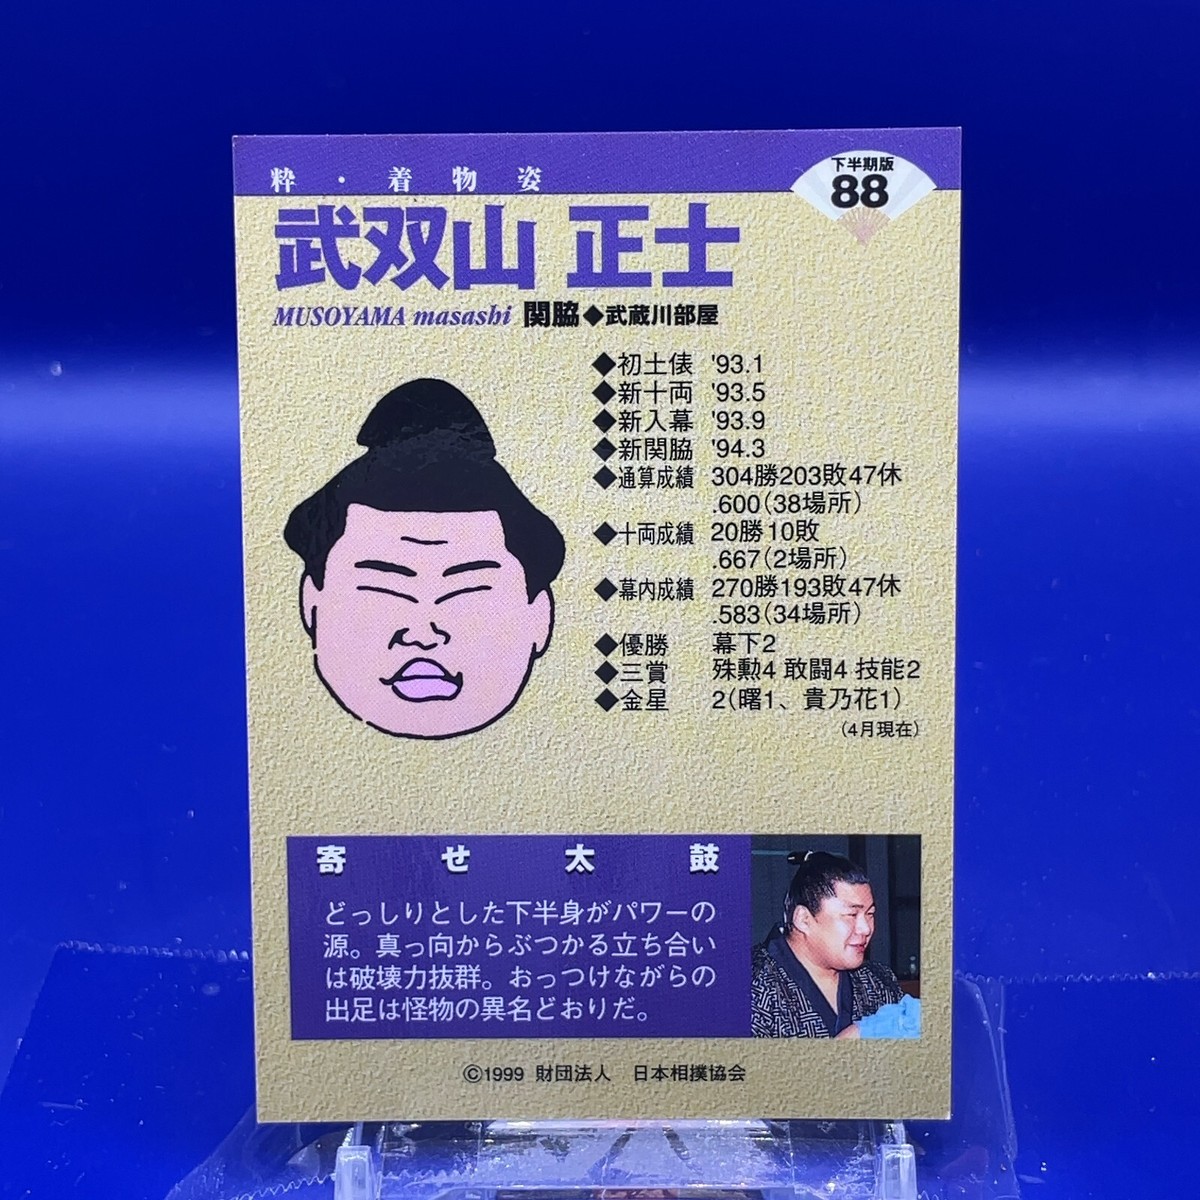 粋・着物姿
下半期版
88
武双山 正士
MUSOYAMA masashi 関脇◆武蔵川部屋
◆初土俵 '93.1
◆新十両 '93.5
◆新入幕 '93.9
◆新関脇 '94.3
◆通算成績 304勝203敗47休
.600(38場所)
◆十両成績 20勝10敗
.667(2場所)
◆幕内成績 270勝193敗47休
.583(34場所)
◆優勝 幕下2
◆三賞 殊勲4 敢闘4 技能2
◆金星 2(曙1、貴乃花1)
(4月現在)
寄せ太鼓
どっしりとした下半身がパワーの
源。真っ向からぶつかる立ち合い
は破壊力抜群。おっつけながらの
出足は怪物の異名どおりだ。
©1999 財団法人 日本相撲協会